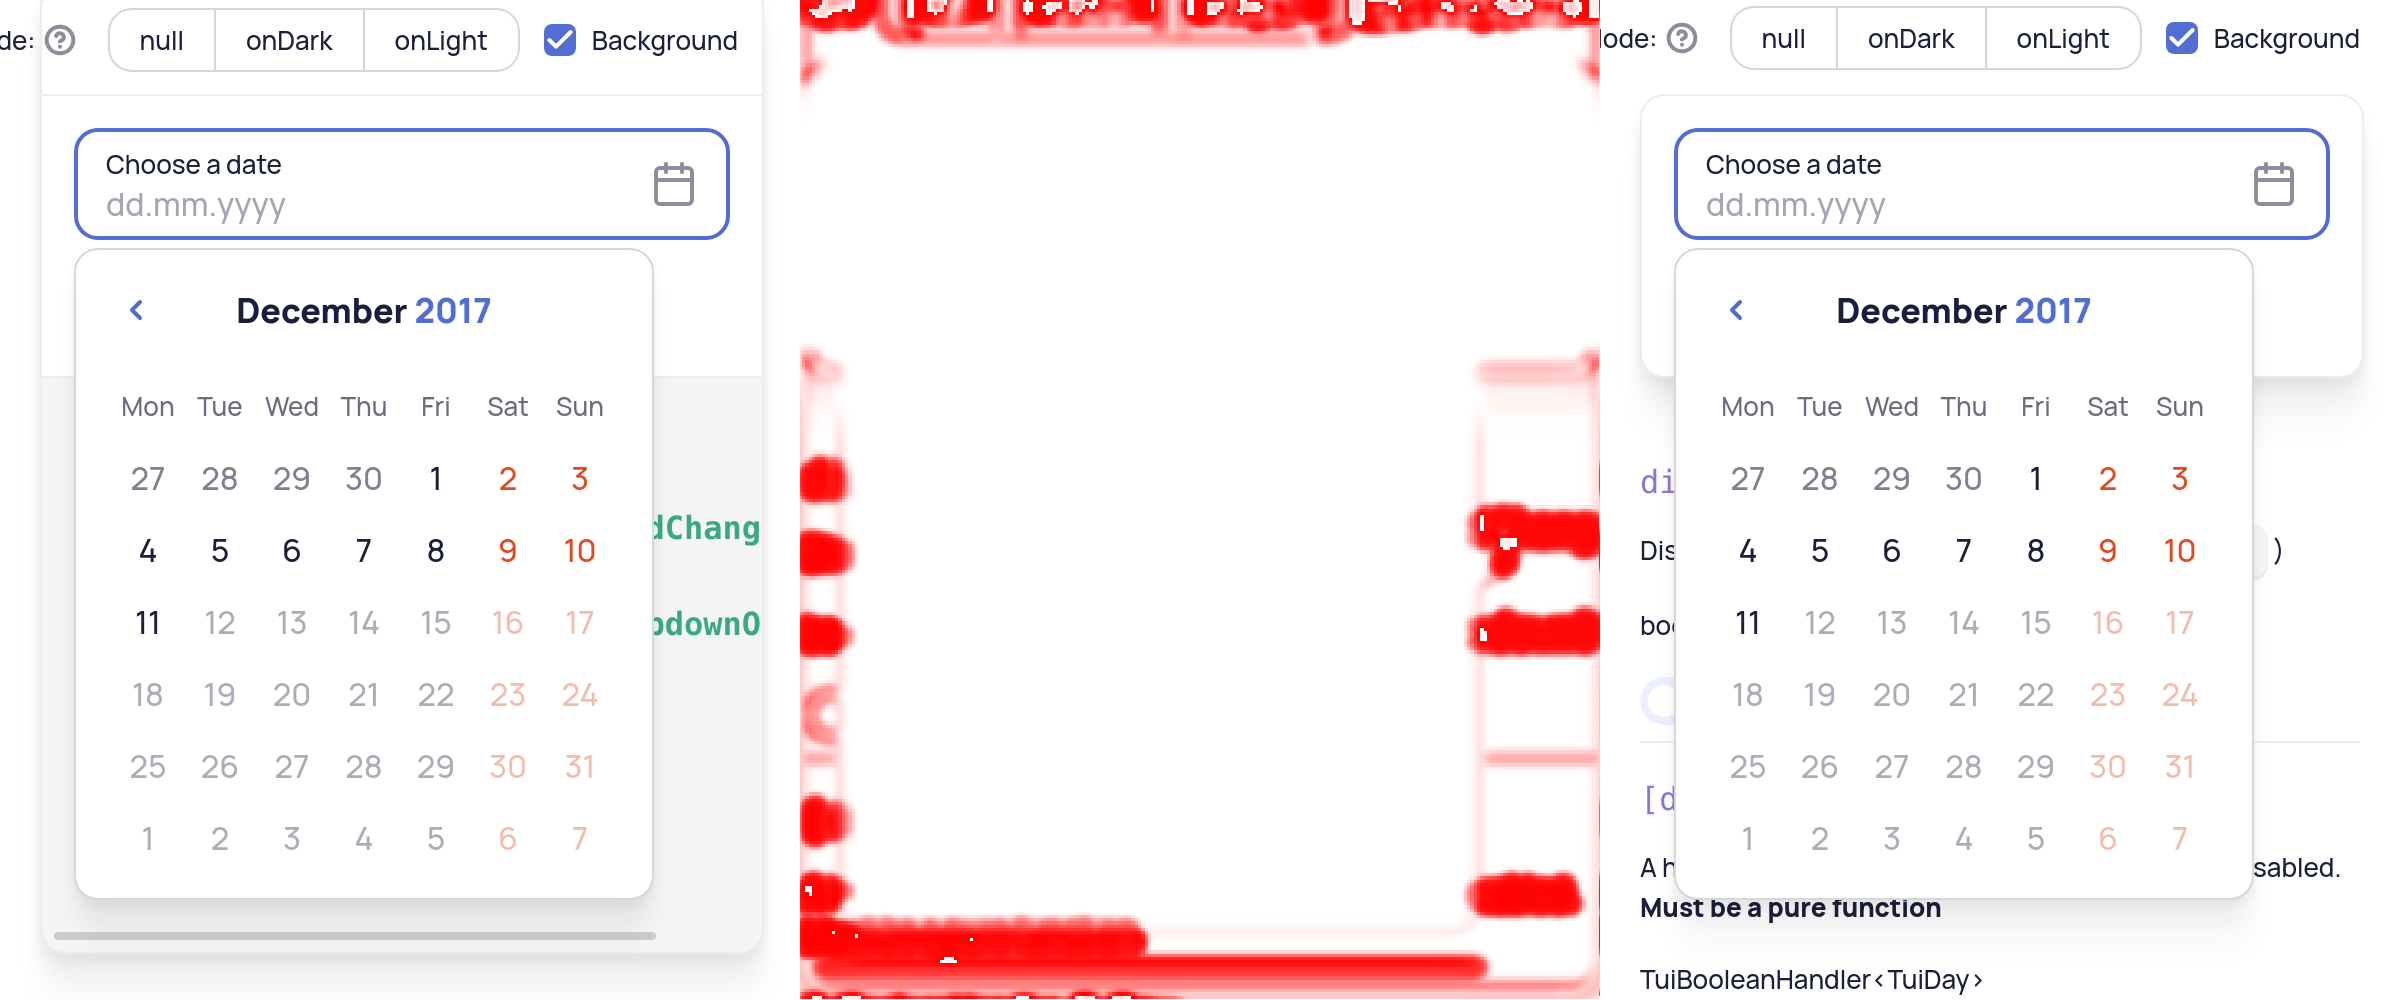 de:
null
onDark
onLight
Background
Choose a date
dd.mm.yyyy
December 2017
Mon Tue Wed Thu Fri Sat Sun
27 28 29 30 1 2 3
4 5 6 7 8 9 10
11 12 13 14 15 16 17
18 19 20 21 22 23 24
25 26 27 28 29 30 31
1 2 3 4 5 6 7
dChang
pdownO
ode:
null
onDark
onLight
Background
Choose a date
dd.mm.yyyy
December 2017
Mon Tue Wed Thu Fri Sat Sun
27 28 29 30 1 2 3
4 5 6 7 8 9 10
11 12 13 14 15 16 17
18 19 20 21 22 23 24
25 26 27 28 29 30 31
1 2 3 4 5 6 7
di
Dis )
boo
[d
A h sabled.
Must be a pure function
TuiBooleanHandler<TuiDay>